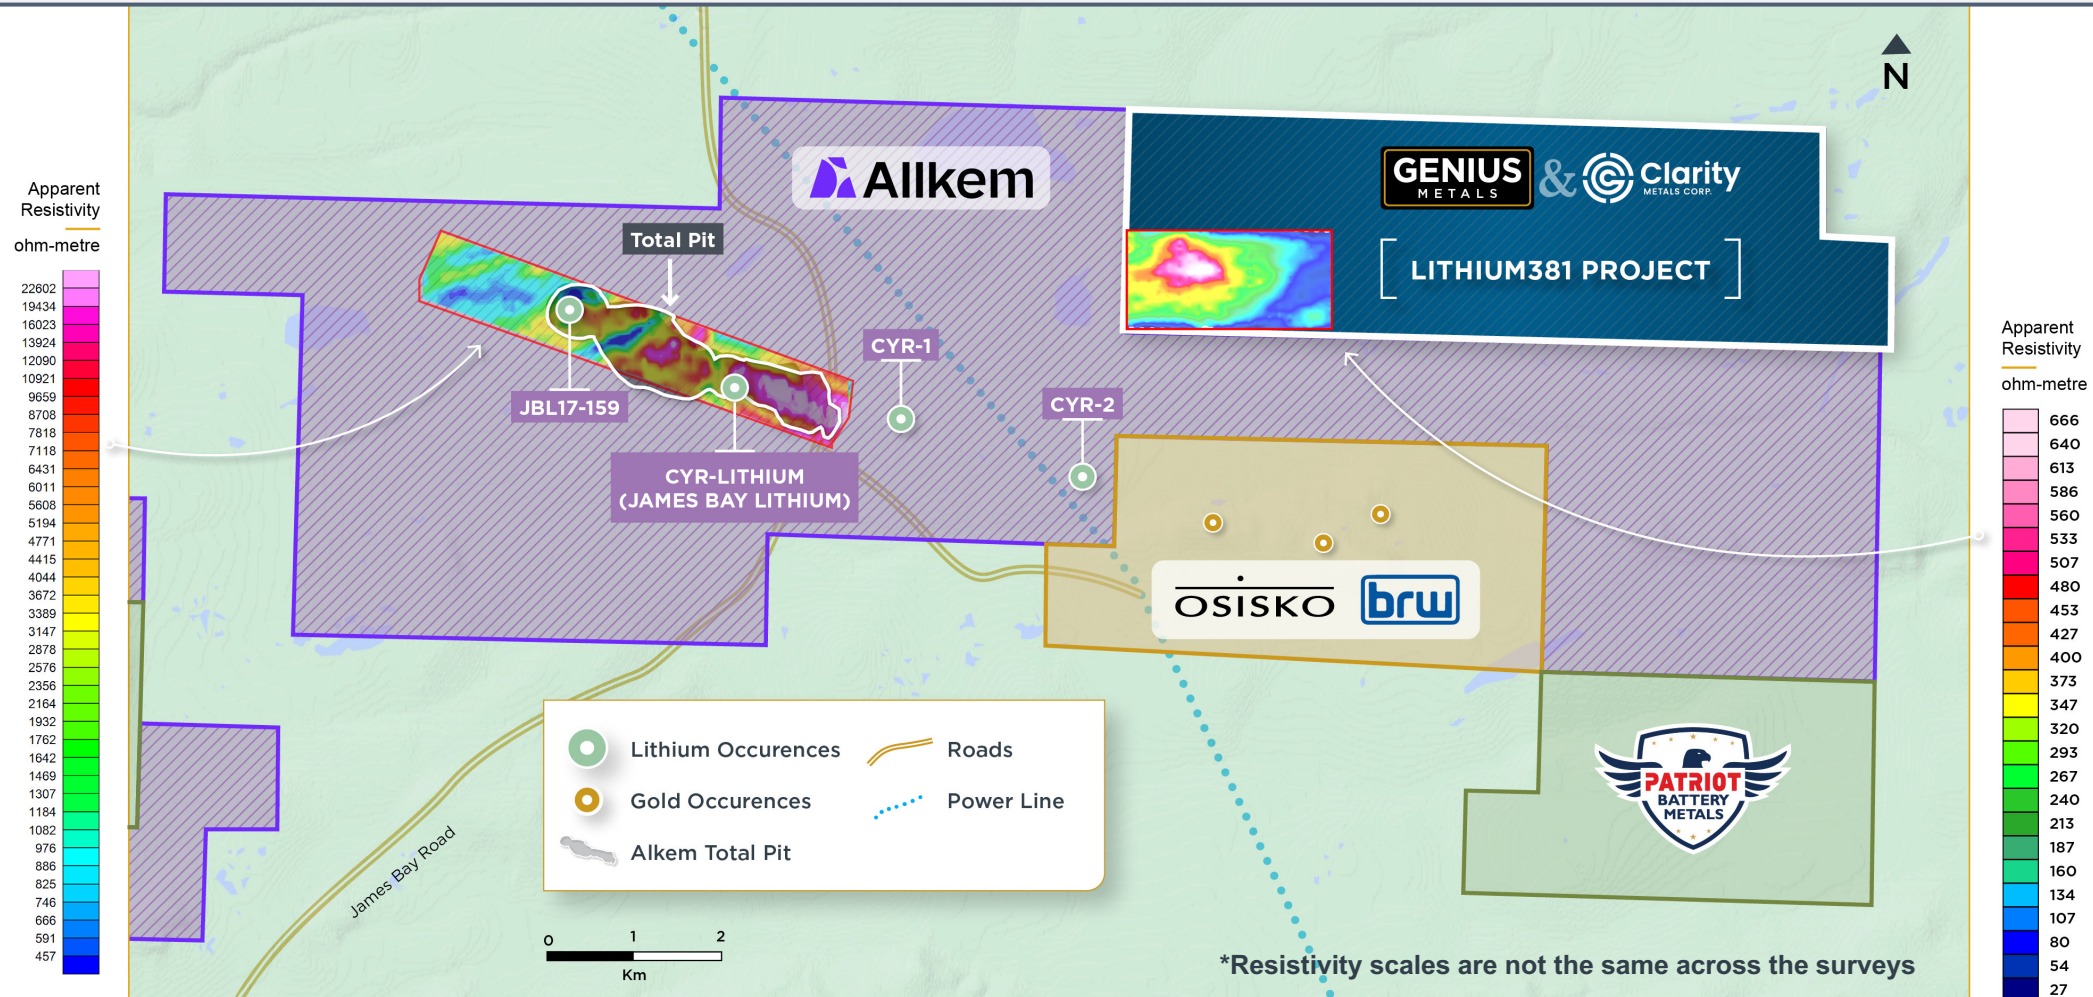 N
Allkem
GENIUS
METALS
&
Clarity
METALS CORP.
LITHIUM381 PROJECT
Total Pit
JBL17-159
CYR-LITHIUM
(JAMES BAY LITHIUM)
CYR-1
CYR-2
OSISKO
brw
PATRIOT
BATTERY
METALS
James Bay Road
Apparent
Resistivity
ohm-metre
22602
19434
16023
13924
12090
10921
9659
8708
7818
7118
6431
6011
5608
5194
4771
4415
4044
3672
3389
3147
2878
2576
2356
2164
1932
1762
1642
1469
1307
1184
1082
976
886
825
746
666
591
457
Apparent
Resistivity
ohm-metre
666
640
613
586
560
533
507
480
453
427
400
373
347
320
293
267
240
213
187
160
134
107
80
54
27
Lithium Occurences
Roads
Gold Occurences
Power Line
Alkem Total Pit
0 1 2
Km
*Resistivity scales are not the same across the surveys